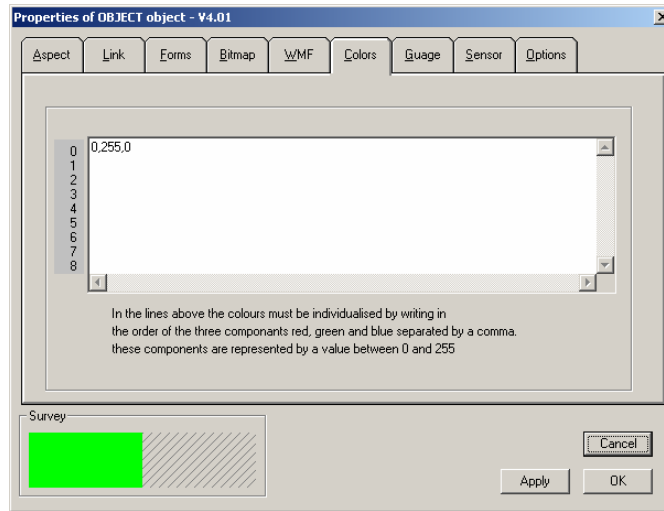 Properties of OBJECT object - V4.01
Aspect Link Forms Bitmap WMF Colors Guage Sensor Options
0 0,255,0
1
2
3
4
5
6
7
8
In the lines above the colours must be individualised by writing in
the order of the three componants red, green and blue separated by a comma.
these components are represented by a value between 0 and 255
Survey
Cancel
Apply OK